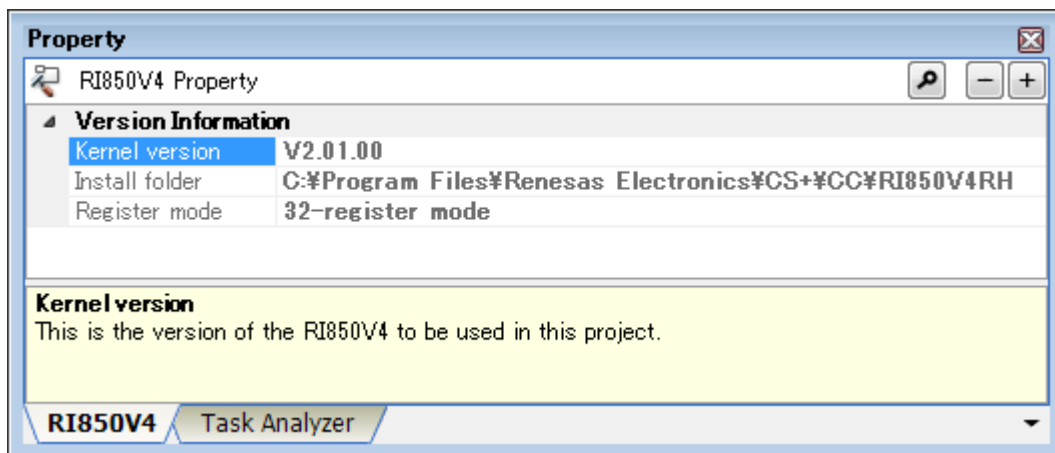 Property
RI850V4 Property
Version Information
Kernel version V2.01.00
Install folder C:¥Program Files¥Renesas Electronics¥CS+¥CC¥RI850V4RH
Register mode 32-register mode
Kernel version
This is the version of the RI850V4 to be used in this project.
RI850V4 Task Analyzer